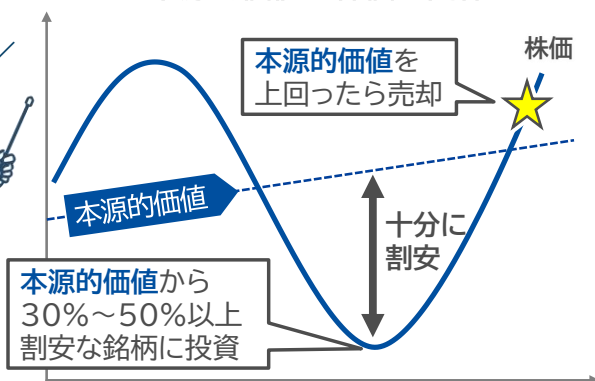 本源的価値を
上回ったら売却
株価
本源的価値
十分に
割安
本源的価値から
30%～50%以上
割安な銘柄に投資